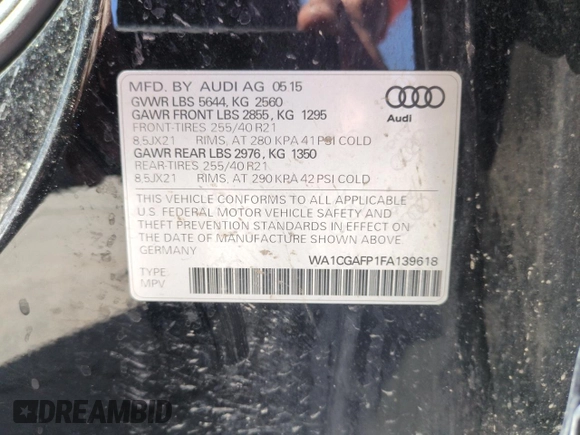 MFD. BY AUDI AG 05 15
GVWR LBS 5644, KG 2560
GAWR FRONT LBS 2855, KG 1295
FRONT-TIRES 255/40 R21
8.5JX21 RIMS, AT 280 KPA 41 PSI COLD
GAWR REAR LBS 2976, KG 1350
REAR-TIRES 255/40 R21
8.5JX21 RIMS, AT 290 KPA 42 PSI COLD
Audi
THIS VEHICLE CONFORMS TO ALL APPLICABLE
U.S. FEDERAL MOTOR VEHICLE SAFETY AND
THEFT PREVENTION STANDARDS IN EFFECT ON
THE DATE OF MANUFACTURE SHOWN ABOVE
GERMANY
WA1CGAFP1FA139618
TYPE:
MPV
DREAMBID